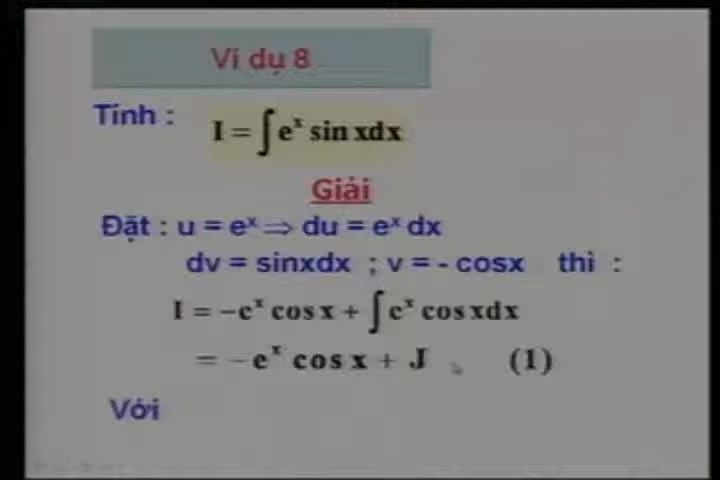 Ví dụ 8
Tính : I = ∫ eˣ sin xdx
Giải
Đặt : u = eˣ ⇒ du = eˣ dx
dv = sinxdx ; v = - cosx thì :
I = −eˣ cos x + ∫ eˣ cos xdx
= −eˣ cos x + J (1)
Với